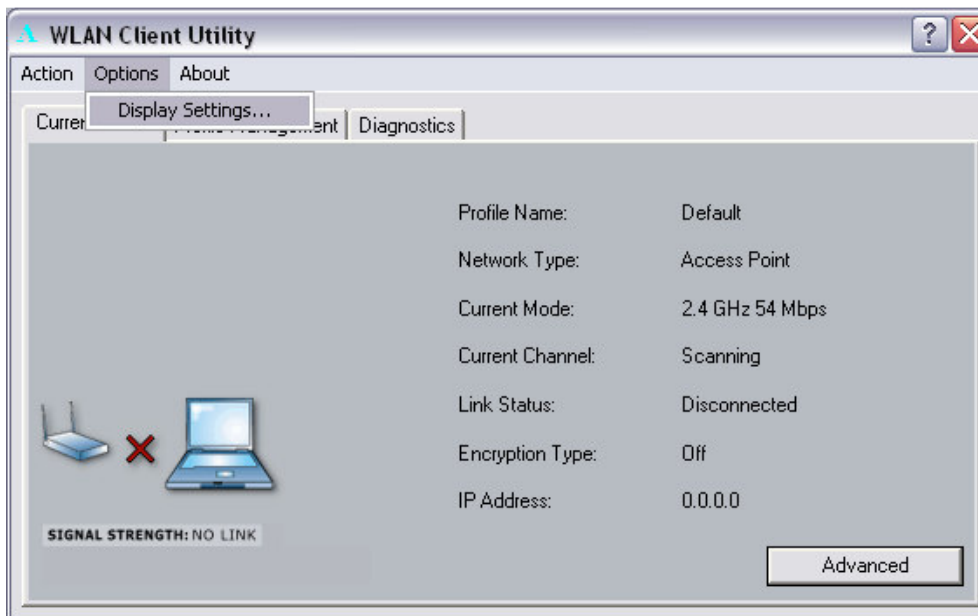 WLAN Client Utility
Action Options About
Display Settings...
Diagnostics
Profile Name: Default
Network Type: Access Point
Current Mode: 2.4 GHz 54 Mbps
Current Channel: Scanning
Link Status: Disconnected
Encryption Type: Off
IP Address: 0.0.0.0
SIGNAL STRENGTH: NO LINK
Advanced